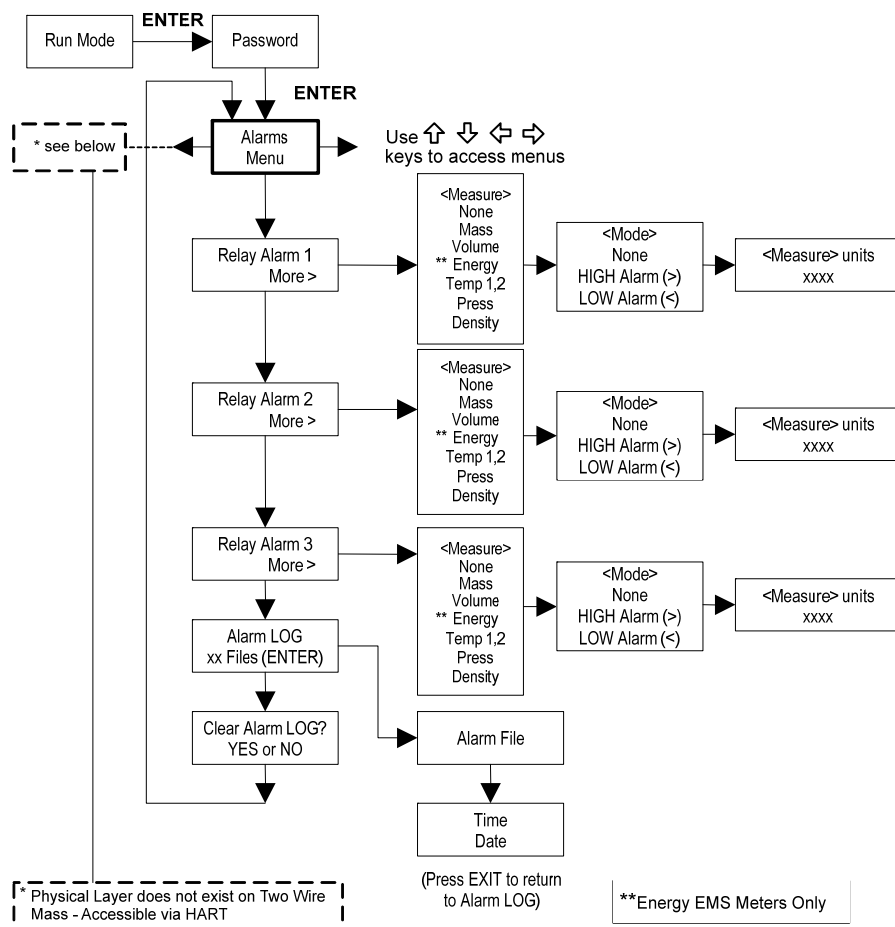 ENTER
Run Mode
Password
ENTER
* see below
Alarms
Menu
Use
keys to access menus
<Measure>
None
Mass
Volume
** Energy
Temp 1,2
Press
Density
<Mode>
None
HIGH Alarm (>)
LOW Alarm (<)
<Measure> units
xxxx
Relay Alarm 1
More >
<Measure>
None
Mass
Volume
** Energy
Temp 1,2
Press
Density
<Mode>
None
HIGH Alarm (>)
LOW Alarm (<)
<Measure> units
xxxx
Relay Alarm 2
More >
<Measure>
None
Mass
Volume
** Energy
Temp 1,2
Press
Density
<Mode>
None
HIGH Alarm (>)
LOW Alarm (<)
<Measure> units
xxxx
Relay Alarm 3
More >
Alarm LOG
xx Files (ENTER)
Clear Alarm LOG?
YES or NO
Alarm File
Time
Date
(Press EXIT to return
to Alarm LOG)
* Physical Layer does not exist on Two Wire
Mass - Accessible via HART
**Energy EMS Meters Only